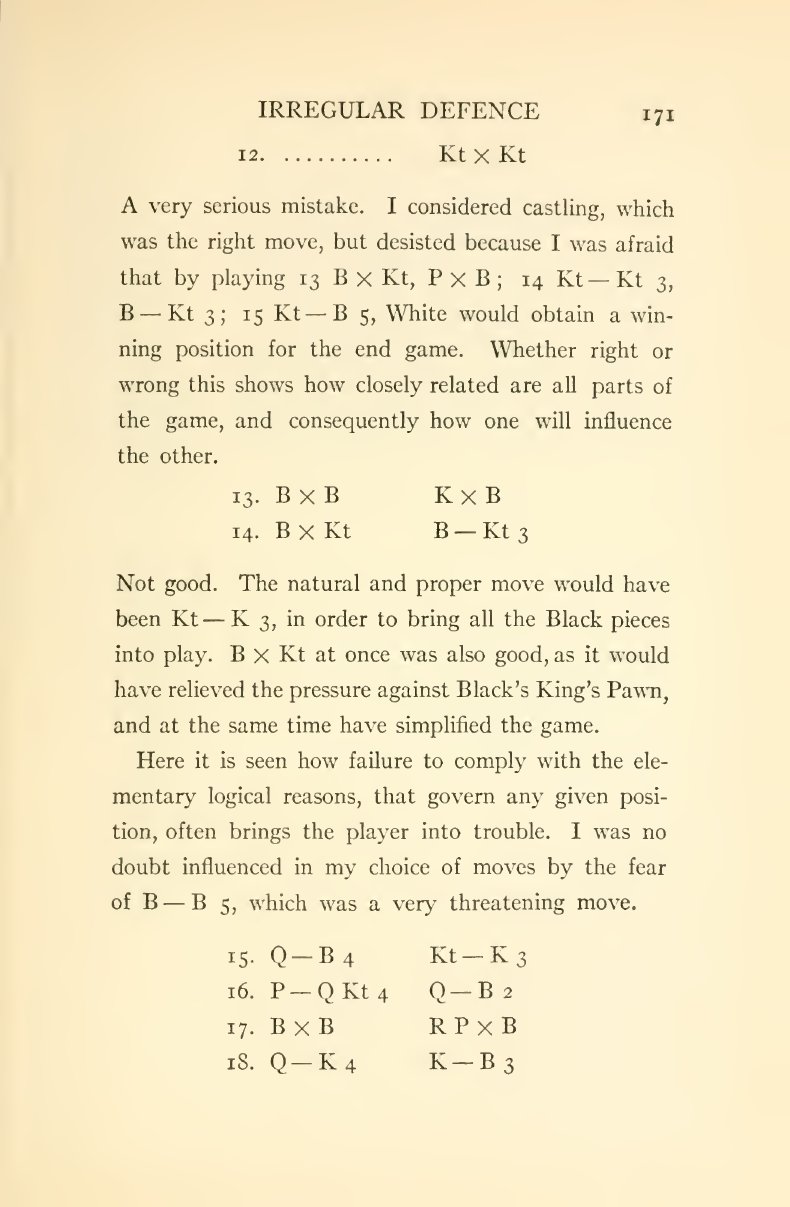 IRREGULAR DEFENCE 171
12. .......... Kt × Kt
A very serious mistake. I considered castling, which
was the right move, but desisted because I was afraid
that by playing 13 B × Kt, P × B; 14 Kt — Kt 3,
B — Kt 3; 15 Kt — B 5, White would obtain a win-
ning position for the end game. Whether right or
wrong this shows how closely related are all parts of
the game, and consequently how one will influence
the other.
13. B × B K × B
14. B × Kt B — Kt 3
Not good. The natural and proper move would have
been Kt — K 3, in order to bring all the Black pieces
into play. B × Kt at once was also good, as it would
have relieved the pressure against Black's King's Pawn,
and at the same time have simplified the game.
Here it is seen how failure to comply with the ele-
mentary logical reasons, that govern any given posi-
tion, often brings the player into trouble. I was no
doubt influenced in my choice of moves by the fear
of B — B 5, which was a very threatening move.
15. Q — B 4 Kt — K 3
16. P — Q Kt 4 Q — B 2
17. B × B R P × B
18. Q — K 4 K — B 3